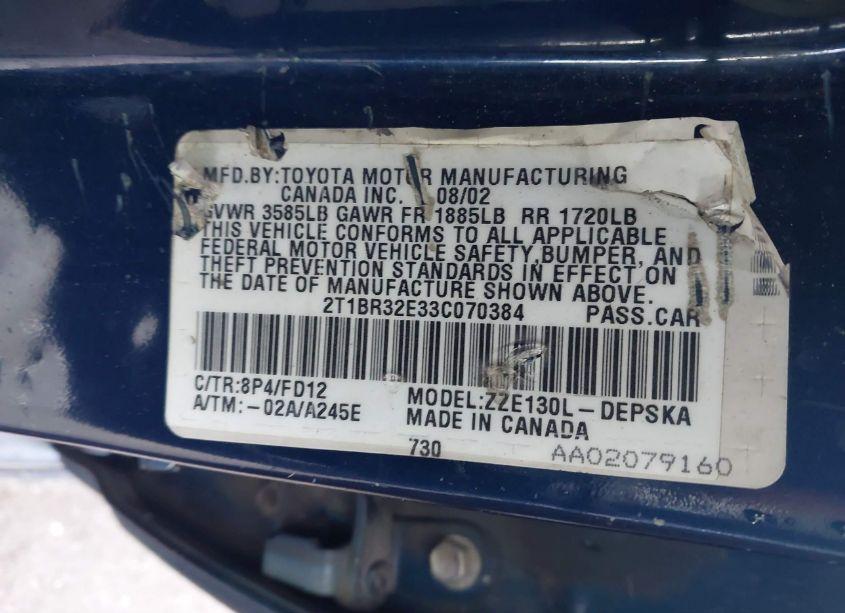 MFD.BY:TOYOTA MOTOR MANUFACTURING
CANADA INC. 08/02
GVWR 3585LB GAWR FR 1885LB RR 1720LB
THIS VEHICLE CONFORMS TO ALL APPLICABLE
FEDERAL MOTOR VEHICLE SAFETY,BUMPER, AND
THEFT PREVENTION STANDARDS IN EFFECT ON
THE DATE OF MANUFACTURE SHOWN ABOVE.
2T1BR32E33C070384 PASS.CAR
C/TR:8P4/FD12 MODEL:ZZE130L-DEPSKA
A/TM:-02A/A245E MADE IN CANADA
730 AA02079160